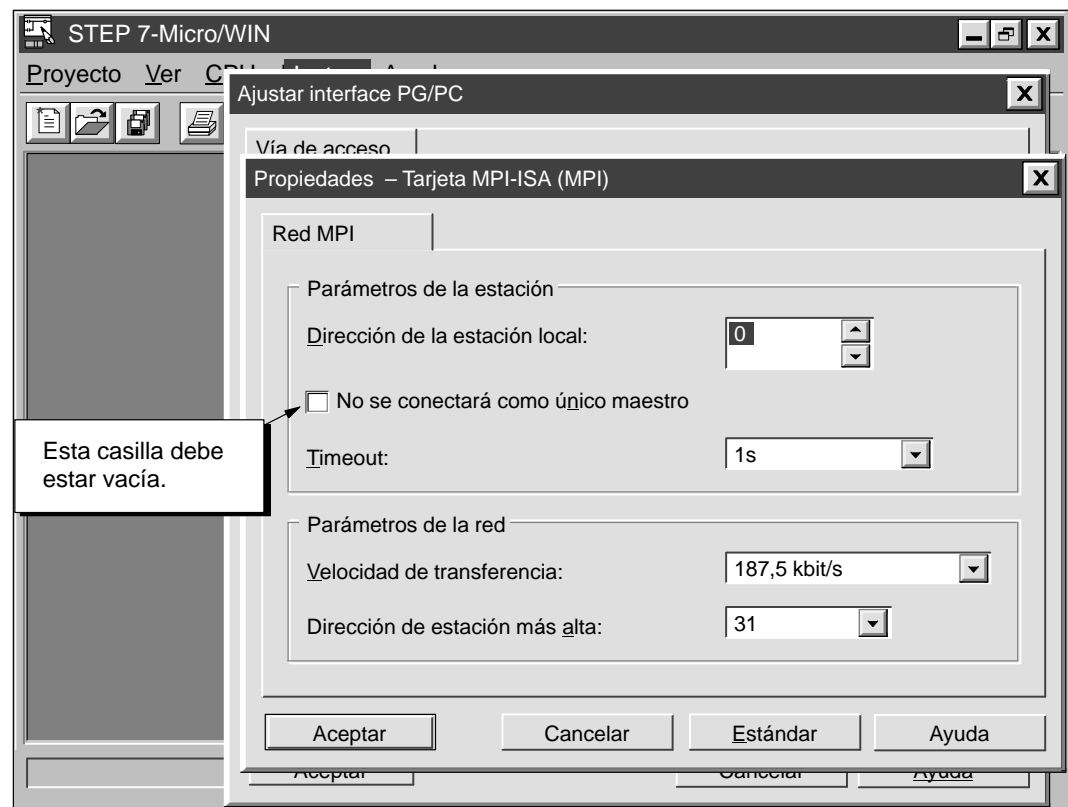 STEP 7-Micro/WIN
Proyecto Ver
Ajustar interface PG/PC
Vía de acceso
Propiedades – Tarjeta MPI-ISA (MPI)
Red MPI
Parámetros de la estación
Dirección de la estación local: 0
No se conectará como único maestro
Esta casilla debe
estar vacía.
Timeout: 1s
Parámetros de la red
Velocidad de transferencia: 187,5 kbit/s
Dirección de estación más alta: 31
Aceptar Cancelar Estándar Ayuda
Aceptar Cancelar Ayuda